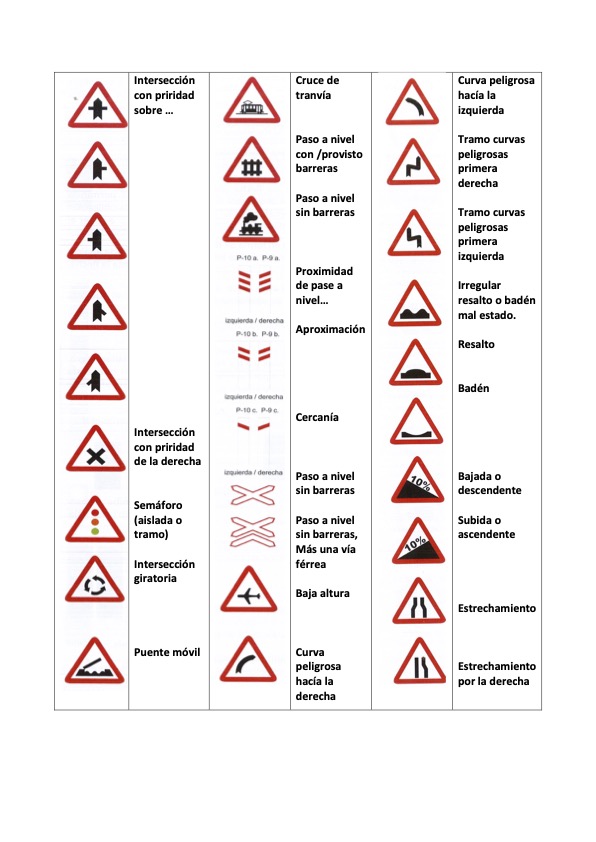 Intersección
con priridad
sobre …
Intersección
con priridad
de la derecha
Semáforo
(aislada o
tramo)
Intersección
giratoria
Puente móvil
P-10 a. P-9 a.
izquierda / derecha
P-10 b. P-9 b.
izquierda / derecha
P-10 c. P-9 c.
izquierda / derecha
Cruce de
tranvía
Paso a nivel
con /provisto
barreras
Paso a nivel
sin barreras
Proximidad
de pase a
nivel…
Aproximación
Cercanía
Paso a nivel
sin barreras
Paso a nivel
sin barreras,
Más una vía
férrea
Baja altura
Curva
peligrosa
hacía la
derecha
10%
10%
Curva peligrosa
hacía la
izquierda
Tramo curvas
peligrosas
primera
derecha
Tramo curvas
peligrosas
primera
izquierda
Irregular
resalto o badén
mal estado.
Resalto
Badén
Bajada o
descendente
Subida o
ascendente
Estrechamiento
Estrechamiento
por la derecha